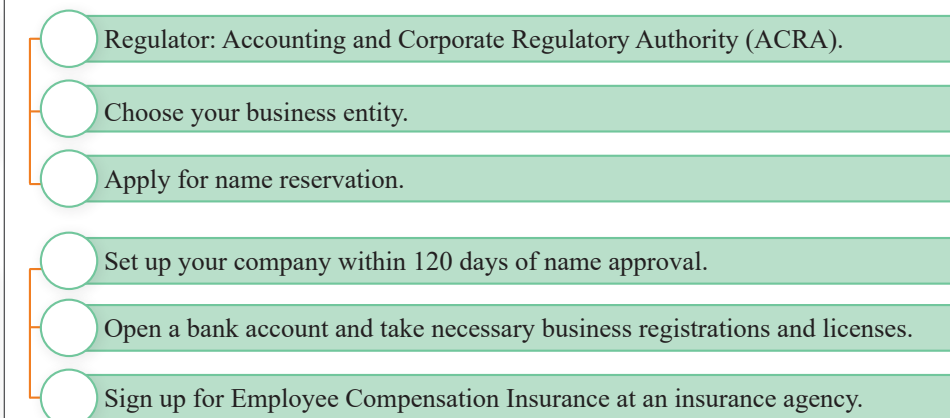 Regulator: Accounting and Corporate Regulatory Authority (ACRA).
Choose your business entity.
Apply for name reservation.
Set up your company within 120 days of name approval.
Open a bank account and take necessary business registrations and licenses.
Sign up for Employee Compensation Insurance at an insurance agency.